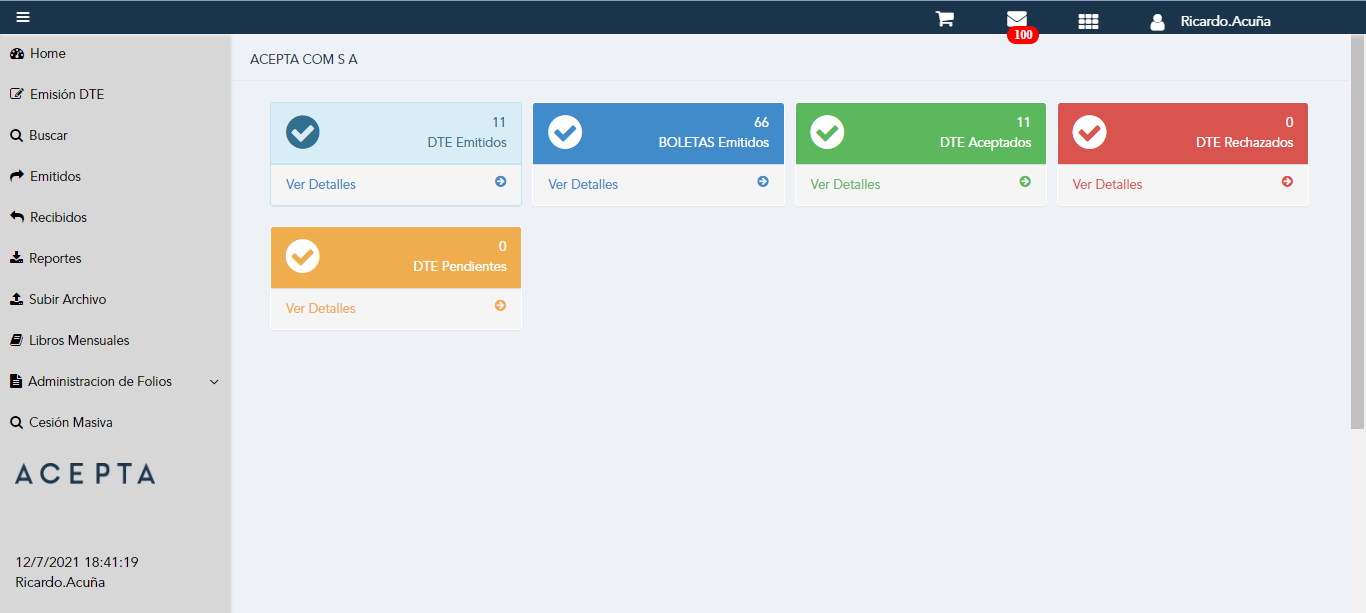 Ricardo.Acuña
100
Home
Emisión DTE
Buscar
Emitidos
Recibidos
Reportes
Subir Archivo
Libros Mensuales
Administracion de Folios
Cesión Masiva
ACEPTA
12/7/2021 18:41:19
Ricardo.Acuña
ACEPTA COM S A
11
DTE Emitidos
Ver Detalles
66
BOLETAS Emitidos
Ver Detalles
11
DTE Aceptados
Ver Detalles
0
DTE Rechazados
Ver Detalles
0
DTE Pendientes
Ver Detalles